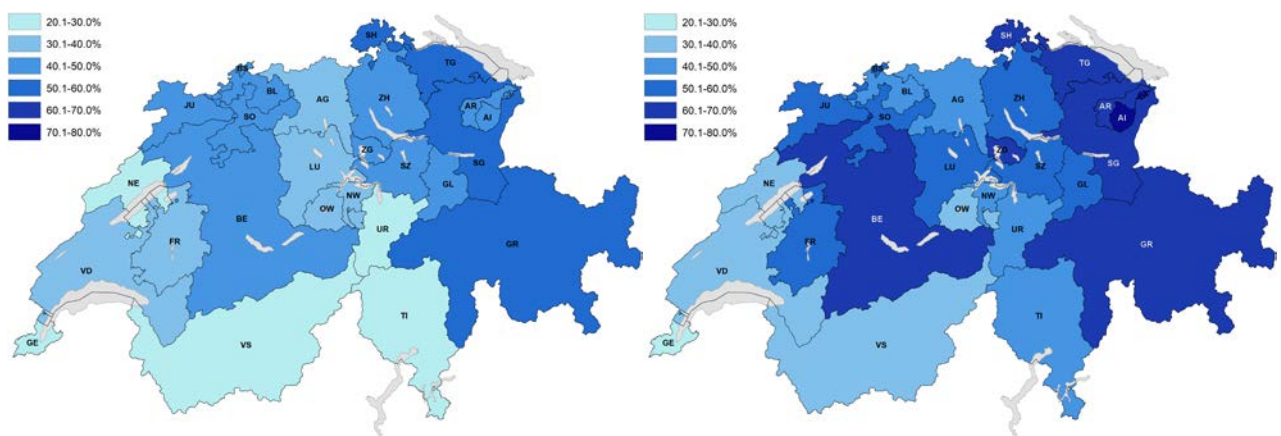 20.1-30.0%
30.1-40.0%
40.1-50.0%
50.1-60.0%
60.1-70.0%
70.1-80.0%
SH
TG
BS
BL
AG
ZH
JU
SO
AR
AI
ZG
LU
SZ
SG
NE
GL
OW
NW
BE
UR
FR
GR
VD
TI
VS
GE
20.1-30.0%
30.1-40.0%
40.1-50.0%
50.1-60.0%
60.1-70.0%
70.1-80.0%
SH
TG
BS
BL
AG
ZH
JU
SO
AR
AI
ZG
LU
SZ
SG
NE
GL
OW
NW
BE
UR
FR
GR
VD
TI
VS
GE